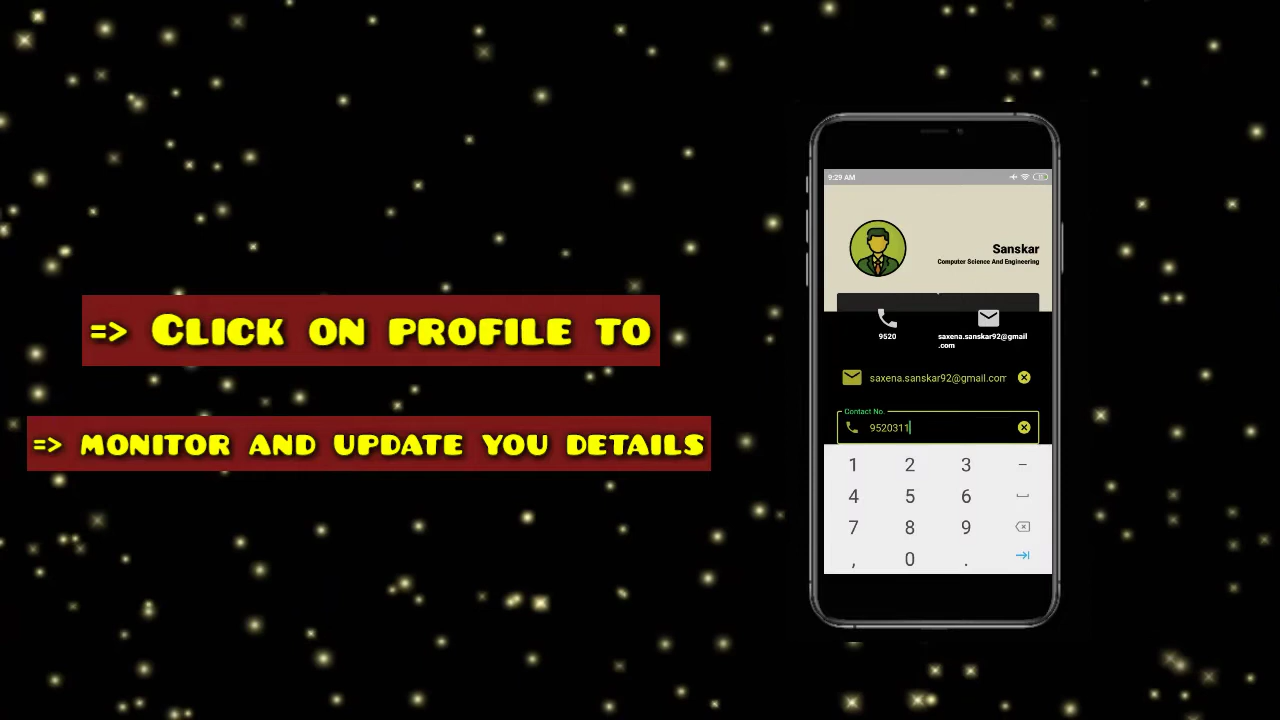 => Click on profile to
=> monitor and update you details
9:29 AM
Sanskar
Computer Science And Engineering
9520
saxena.sanskar92@gmail
.com
saxena.sanskar92@gmail.com
Contact No.
9520311
1 2 3 –
4 5 6
7 8 9
, 0 .